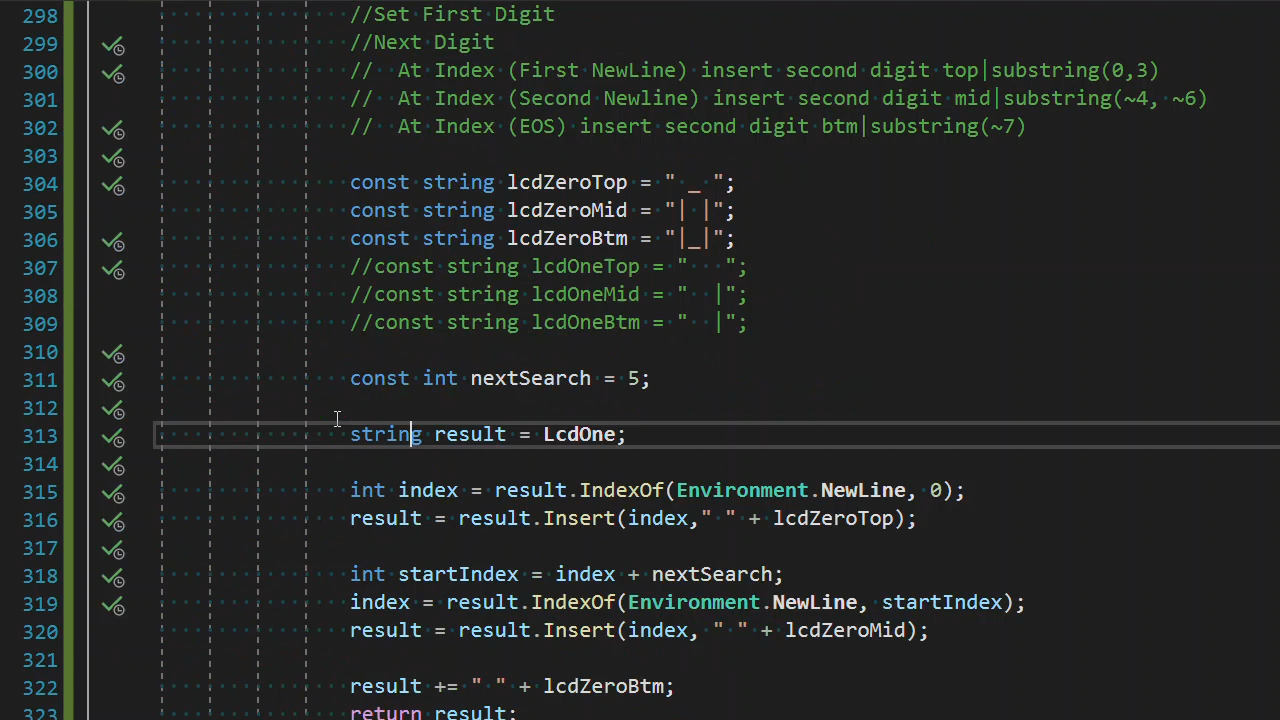 298 //Set First Digit
299 //Next Digit
300 //  At Index (First NewLine) insert second digit top|substring(0,3)
301 //  At Index (Second Newline) insert second digit mid|substring(~4, ~6)
302 //  At Index (EOS) insert second digit btm|substring(~7)
303
304 const string lcdZeroTop = " _ ";
305 const string lcdZeroMid = "| |";
306 const string lcdZeroBtm = "|_|";
307 //const string lcdOneTop = "   ";
308 //const string lcdOneMid = "  |";
309 //const string lcdOneBtm = "  |";
310
311 const int nextSearch = 5;
312
313 string result = LcdOne;
314
315 int index = result.IndexOf(Environment.NewLine, 0);
316 result = result.Insert(index," " + lcdZeroTop);
317
318 int startIndex = index + nextSearch;
319 index = result.IndexOf(Environment.NewLine, startIndex);
320 result = result.Insert(index, " " + lcdZeroMid);
321
322 result += " " + lcdZeroBtm;
323 return result;